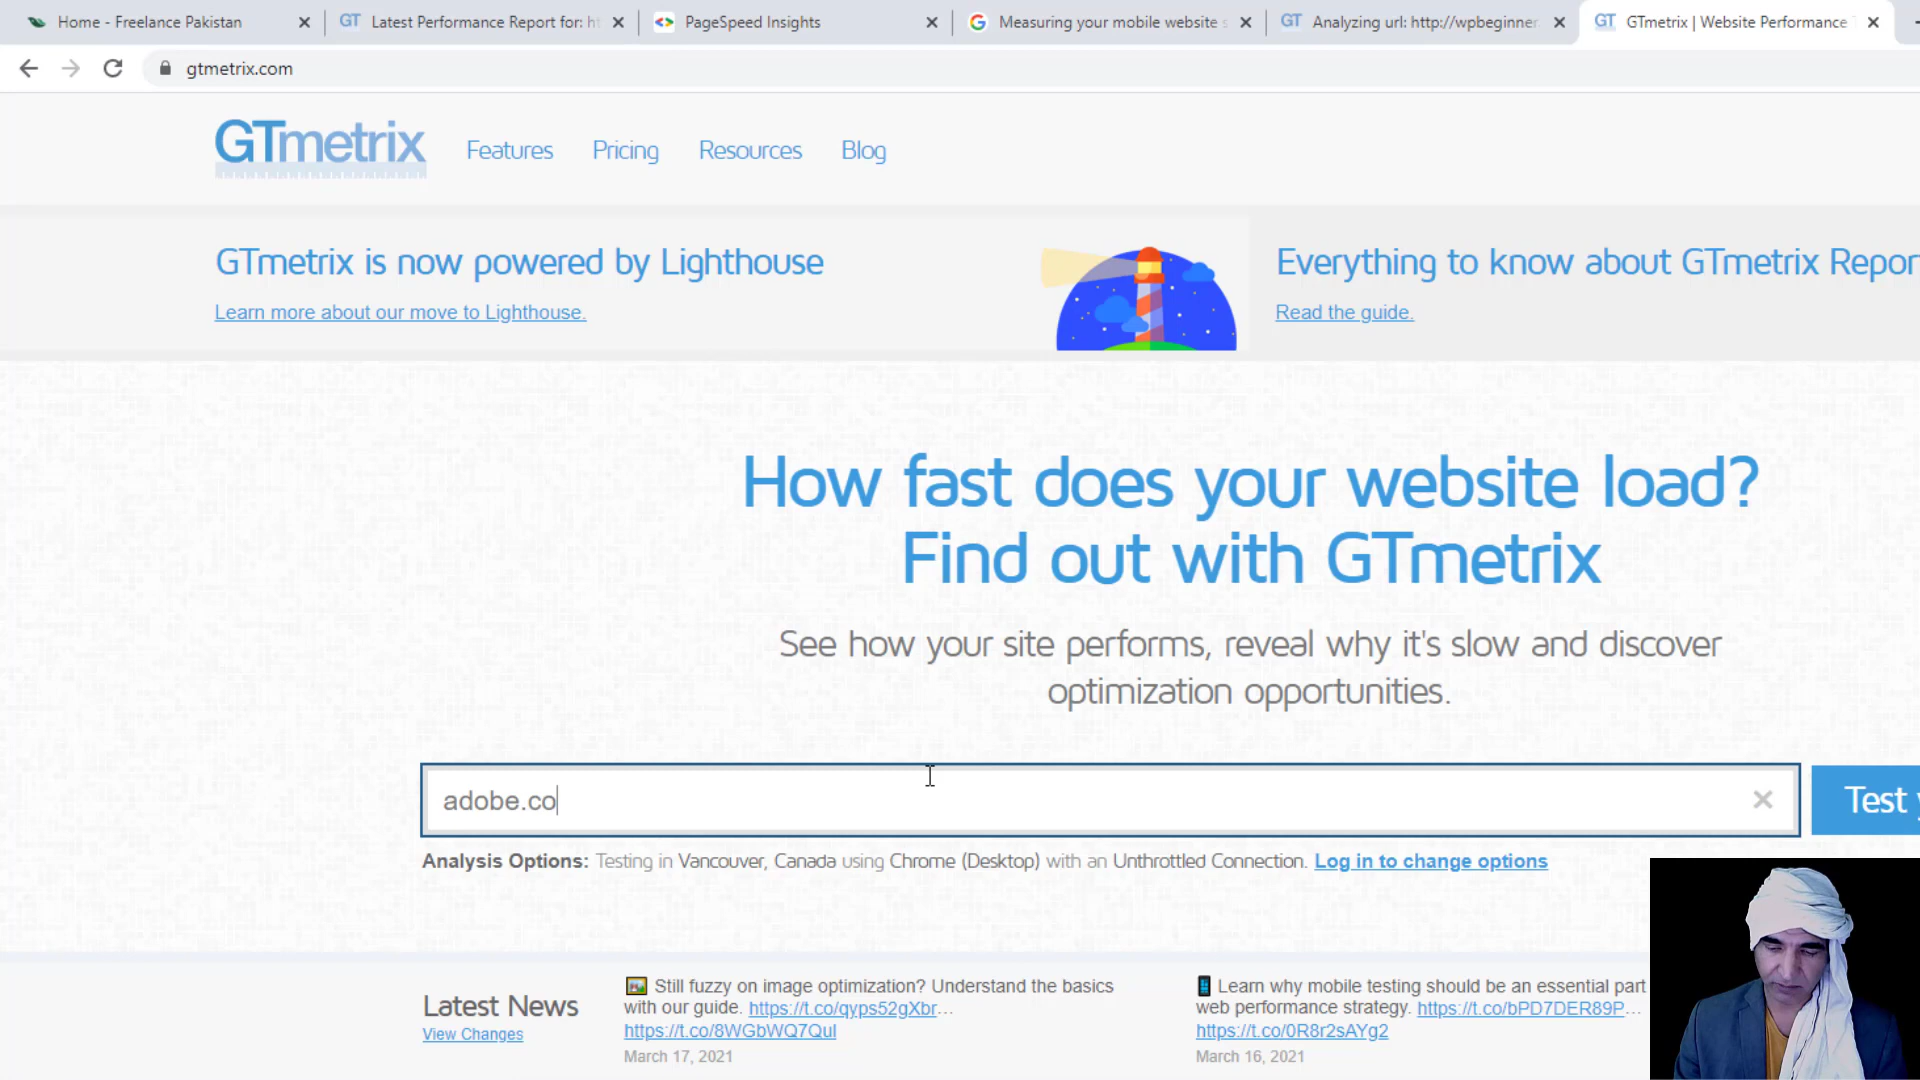 Home - Freelance Pakistan
GT Latest Performance Report for: ht
PageSpeed Insights
Measuring your mobile website s
GT Analyzing url: http://wpbeginner.
GT GTmetrix | Website Performance T
gtmetrix.com
GTmetrix Features Pricing Resources Blog
GTmetrix is now powered by Lighthouse
Learn more about our move to Lighthouse.
Everything to know about GTmetrix Repor
Read the guide.
How fast does your website load?
Find out with GTmetrix
See how your site performs, reveal why it's slow and discover
optimization opportunities.
adobe.co
Test y
Analysis Options: Testing in Vancouver, Canada using Chrome (Desktop) with an Unthrottled Connection. Log in to change options
Latest News
View Changes
Still fuzzy on image optimization? Understand the basics
with our guide. https://t.co/qyps52gXbr…
https://t.co/8WGbWQ7QuI
March 17, 2021
Learn why mobile testing should be an essential part
web performance strategy. https://t.co/bPD7DER89P…
https://t.co/0R8r2sAYg2
March 16, 2021